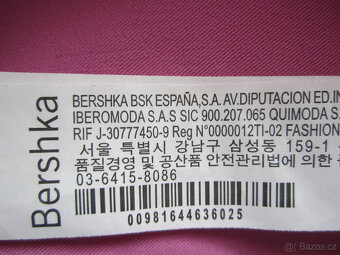 Bershka
BERSHKA BSK ESPAÑA,S.A. AV.DIPUTACION ED.IN
IBEROMODA S.A.S SIC 900.207.065 QUIMODA S.
RIF J-30777450-9 Reg N°0000012TI-02 FASHION
서울 특별시 강남구 삼성동 159-1
품질경영 및 공산품 안전관리법에 의한
03-6415-8086
00981644636025
© Bazos.cz